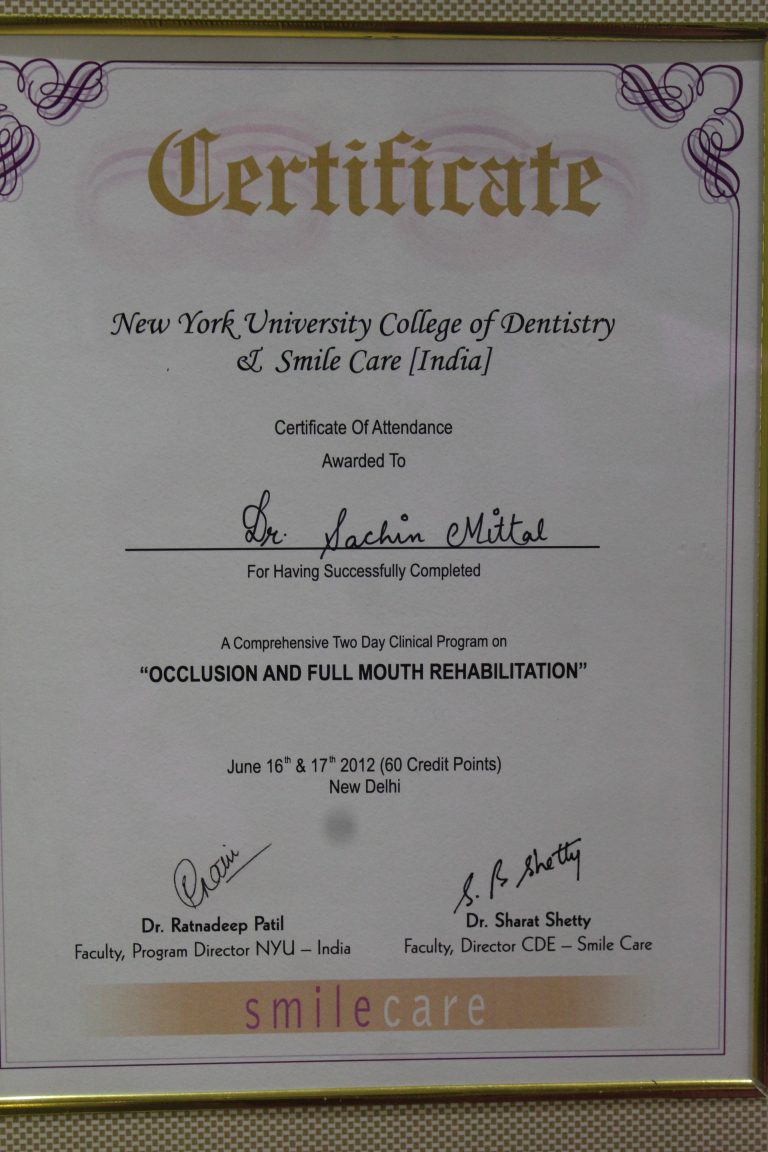 Certificate
New York University College of Dentistry
& Smile Care [India]
Certificate Of Attendance
Awarded To
Dr. Sachin Mittal
For Having Successfully Completed
A Comprehensive Two Day Clinical Program on
“OCCLUSION AND FULL MOUTH REHABILITATION”
June 16th & 17th 2012 (60 Credit Points)
New Delhi
S. B Shetty
Dr. Ratnadeep Patil
Faculty, Program Director NYU – India
Dr. Sharat Shetty
Faculty, Director CDE – Smile Care
smilecare